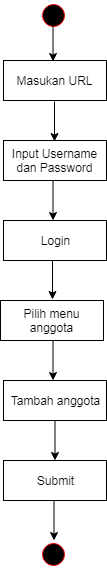 Masukan URL
Input Username
dan Password
Login
Pilih menu
anggota
Tambah anggota
Submit